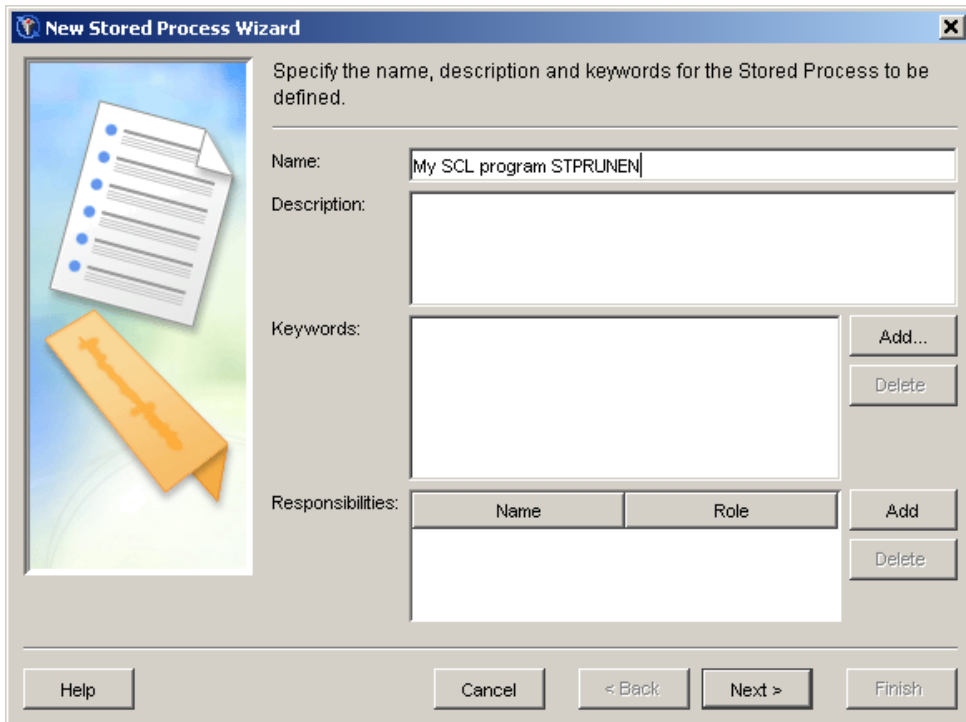 New Stored Process Wizard
Specify the name, description and keywords for the Stored Process to be
defined.
Name:
My SCL program STPRUNEN
Description:
Keywords:
Add...
Delete
Responsibilities:
Name
Role
Add
Delete
Help
Cancel
< Back
Next >
Finish